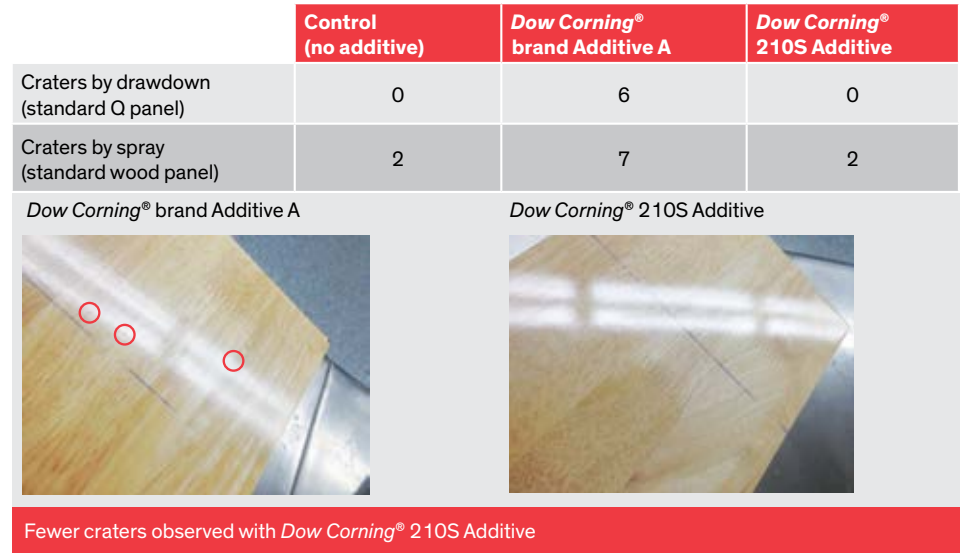 Control
(no additive)
Dow Corning®
brand Additive A
Dow Corning®
210S Additive
Craters by drawdown
(standard Q panel)
0
6
0
Craters by spray
(standard wood panel)
2
7
2
Dow Corning® brand Additive A
Dow Corning® 210S Additive
Fewer craters observed with Dow Corning® 210S Additive